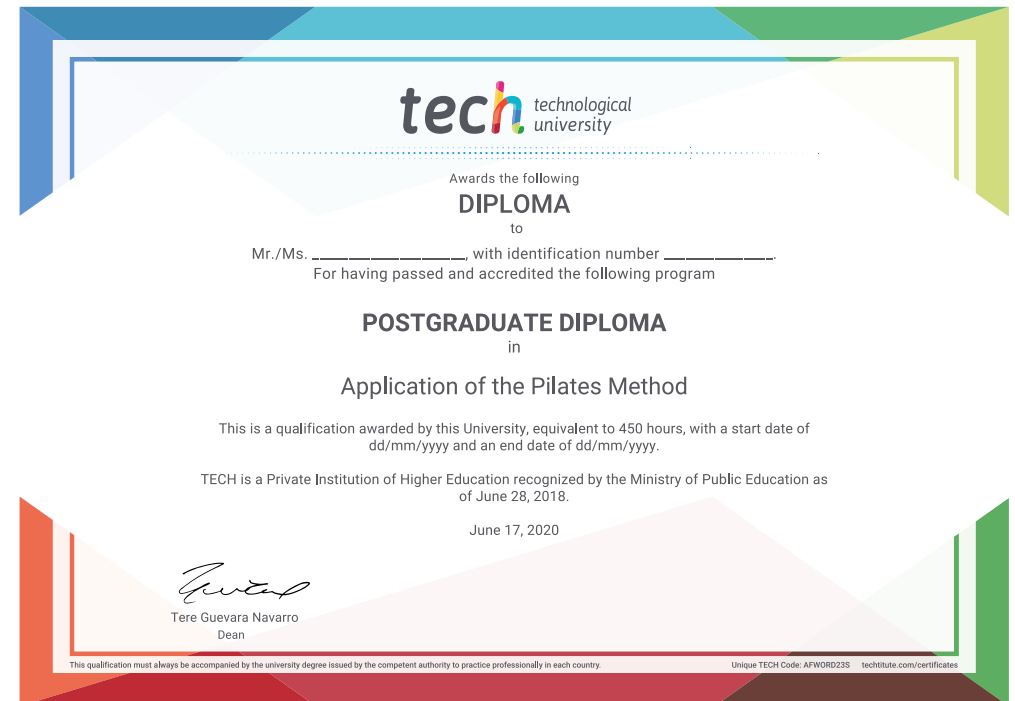 tech technological
university
Awards the following
DIPLOMA
to
Mr./Ms. ____________________, with identification number ______________.
For having passed and accredited the following program
POSTGRADUATE DIPLOMA
in
Application of the Pilates Method
This is a qualification awarded by this University, equivalent to 450 hours, with a start date of
dd/mm/yyyy and an end date of dd/mm/yyyy.
TECH is a Private Institution of Higher Education recognized by the Ministry of Public Education as
of June 28, 2018.
June 17, 2020
Tere Guevara Navarro
Dean
This qualification must always be accompanied by the university degree issued by the competent authority to practice professionally in each country.
Unique TECH Code: AFWORD23S techtitute.com/certificates